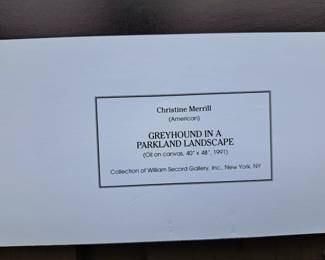 Christine Merrill
(American)
GREYHOUND IN A
PARKLAND LANDSCAPE
(Oil on canvas, 40" x 48", 1991)
Collection of William Secord Gallery, Inc., New York, NY